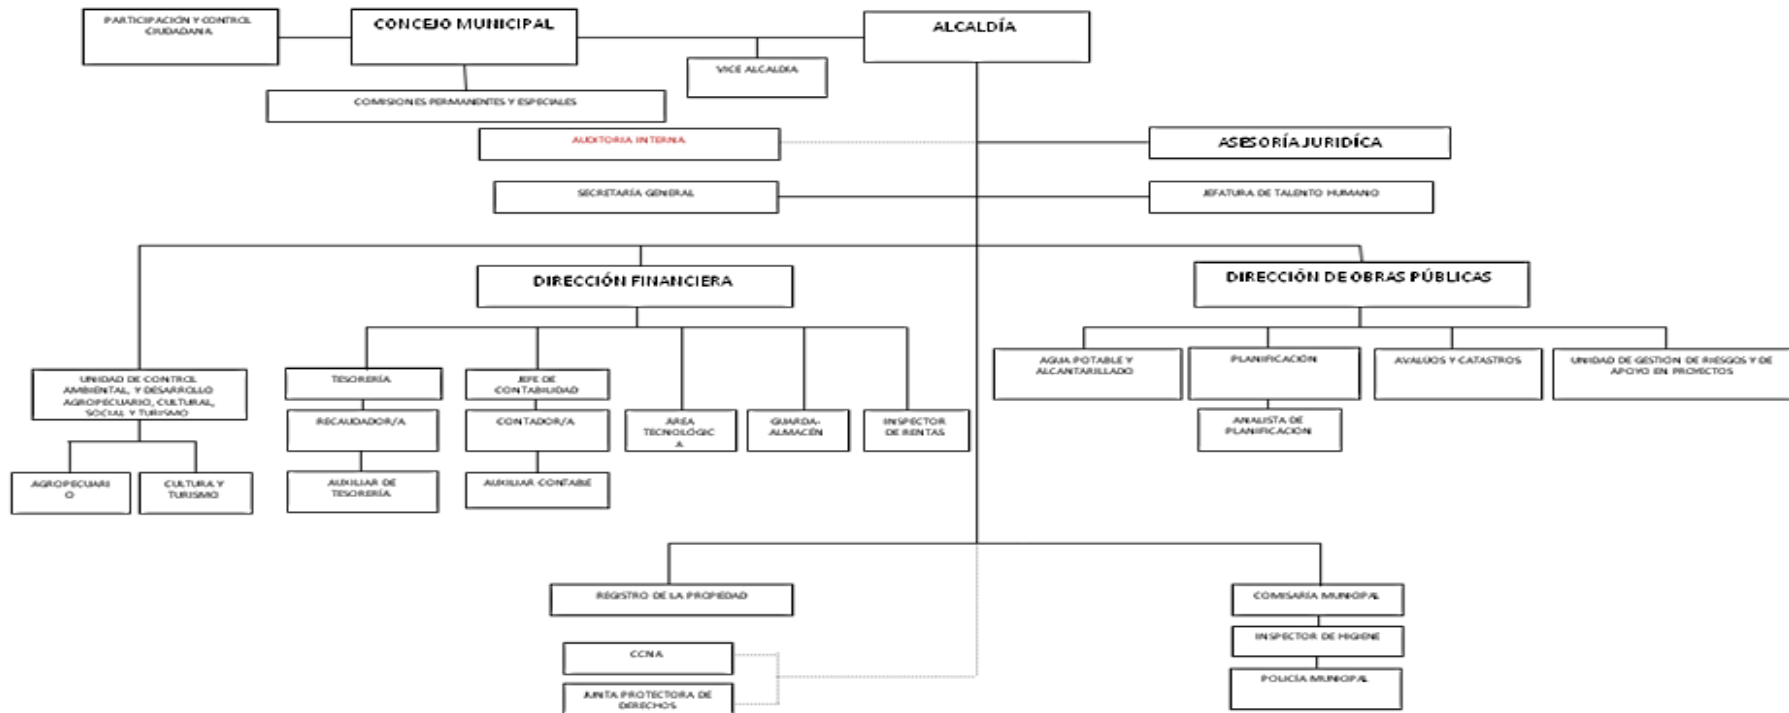 PARTICIPACIÓN Y CONTROL
CIUDADANA
CONCEJO MUNICIPAL
ALCALDÍA
VICE ALCALDIA
COMISIONES PERMANENTES Y ESPECIALES
AUDITORIA INTERNA
ASESORÍA JURIDÍCA
SECRETARÍA GENERAL
JEFATURA DE TALENTO HUMANO
DIRECCIÓN FINANCIERA
DIRECCIÓN DE OBRAS PÚBLICAS
UNIDAD DE CONTROL
AMBIENTAL, Y DESARROLLO
AGROPECUARIO, CULTURAL,
SOCIAL Y TURISMO
AGROPECUARI
O
CULTURA Y
TURISMO
TESORERÍA
RECAUDADOR/A
AUXILIAR DE
TESORERÍA
JEFE DE
CONTABILIDAD
CONTADOR/A
AUXILIAR CONTABLE
AREA
TECNOLÓGIC
A
GUARDA-
ALMACÉN
INSPECTOR
DE RENTAS
AGUA POTABLE Y
ALCANTARILLADO
PLANIFICACIÓN
ANALISTA DE
PLANIFICACIÓN
AVALÚOS Y CATASTROS
UNIDAD DE GESTIÓN DE RIESGOS Y DE
APOYO EN PROYECTOS
REGISTRO DE LA PROPIEDAD
CCNA
JUNTA PROTECTORA DE
DERECHOS
COMISARÍA MUNICIPAL
INSPECTOR DE HIGIENE
POLICÍA MUNICIPAL